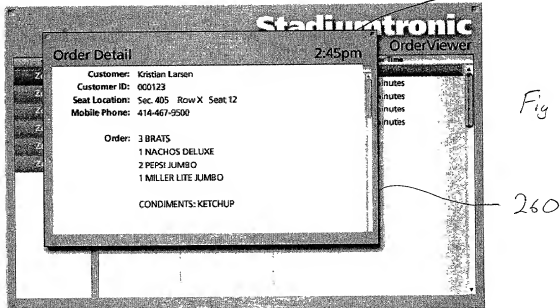 Stadiumtronic
OrderViewer
Order Detail 2:45pm
Time
Customer: Kristian Larsen
Customer ID: 000123
Seat Location: Sec. 405 Row X Seat 12
Mobile Phone: 414-467-9500
Order: 3 BRATS
1 NACHOS DELUXE
2 PEPSI JUMBO
1 MILLER LITE JUMBO
CONDIMENTS: KETCHUP
inutes
inutes
inutes
inutes
Fig
260